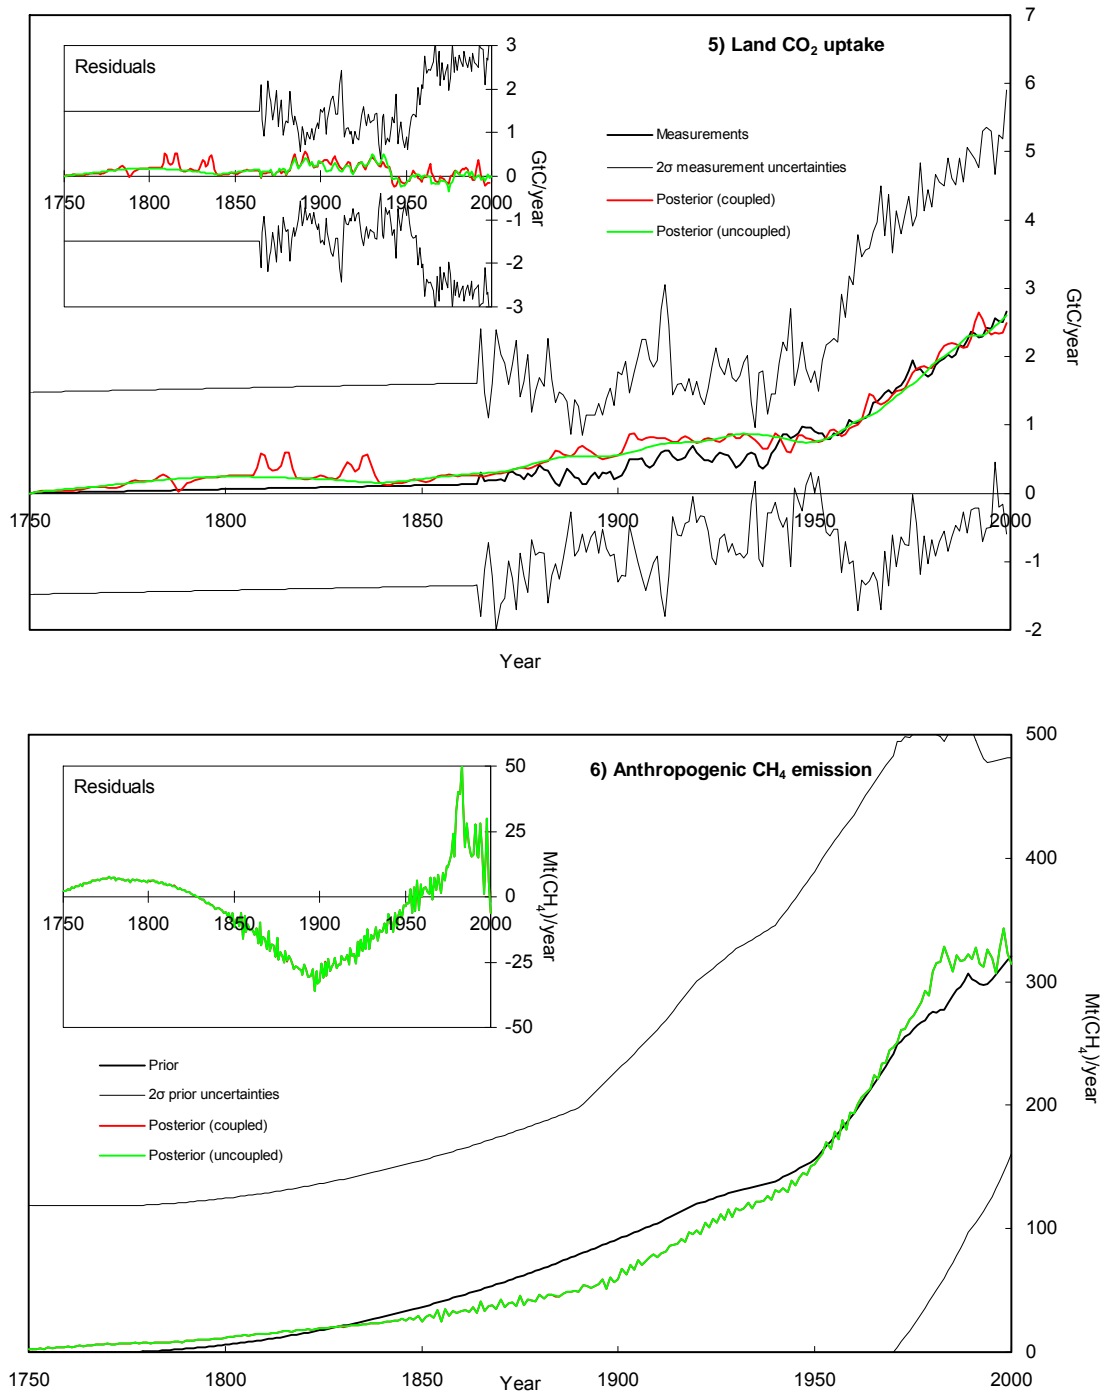 5) Land CO₂ uptake
Residuals
3
2
1
0
-1
-2
-3
GtC/year
1750 1800 1850 1900 1950 2000
Measurements
2σ measurement uncertainties
Posterior (coupled)
Posterior (uncoupled)
7
6
5
4
3
2
1
0
-1
-2
GtC/year
1750 1800 1850 1900 1950 2000
Year
6) Anthropogenic CH₄ emission
Residuals
50
25
0
-25
-50
Mt(CH₄)/year
1750 1800 1850 1900 1950 2000
Prior
2σ prior uncertainties
Posterior (coupled)
Posterior (uncoupled)
500
400
300
200
100
0
Mt(CH₄)/year
1750 1800 1850 1900 1950 2000
Year